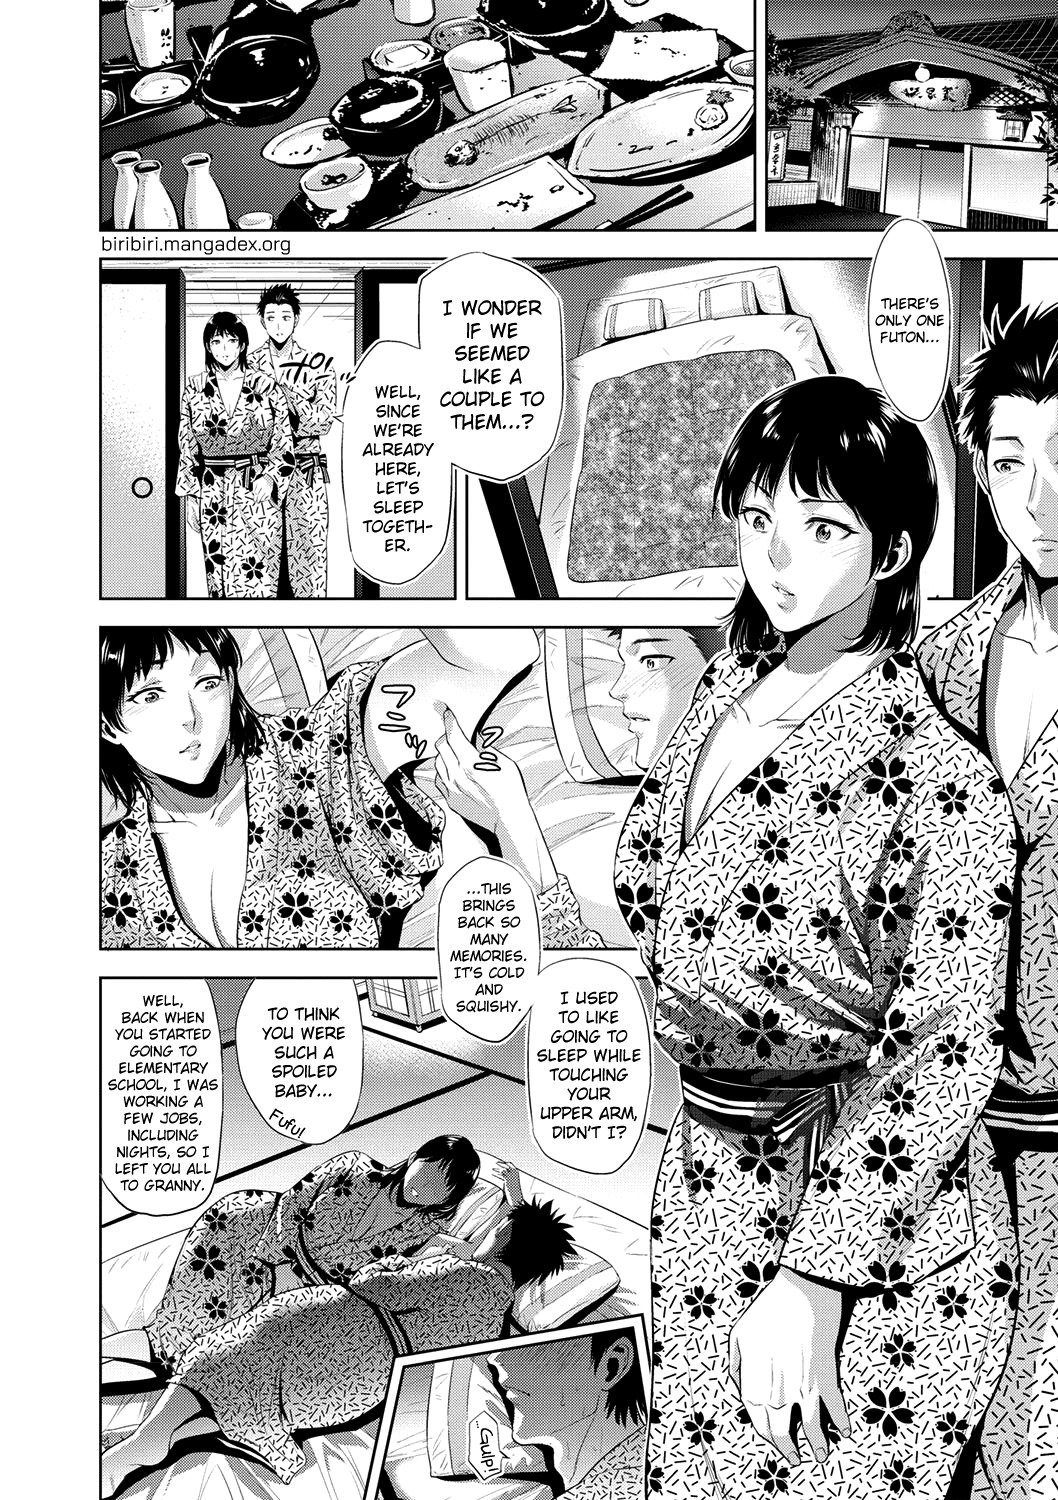 biribiri.mangadex.org
THERE'S
ONLY ONE
FUTON...
I WONDER
IF WE
SEEMED
LIKE A
COUPLE TO
THEM...?
WELL,
SINCE
WE'RE
ALREADY
HERE,
LET'S
SLEEP
TOGETH-
ER.
...THIS
BRINGS
BACK SO
MANY
MEMORIES.
IT'S COLD
AND
SQUISHY.
I USED
TO LIKE
GOING TO
SLEEP WHILE
TOUCHING
YOUR
UPPER ARM,
DIDN'T I?
TO THINK
YOU WERE
SUCH A
SPOILED
BABY...
Fufu!
WELL,
BACK WHEN
YOU STARTED
GOING TO
ELEMENTARY
SCHOOL, I WAS
WORKING A
FEW JOBS,
INCLUDING
NIGHTS, SO I
LEFT YOU ALL
TO GRANNY.
...Gulp!